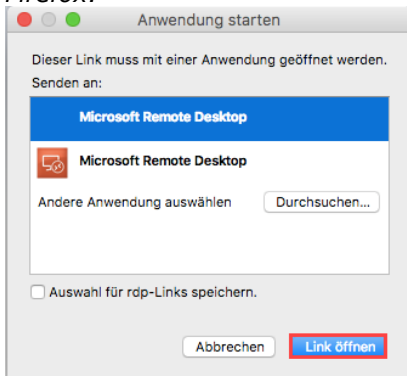 Firefox:
Anwendung starten
Dieser Link muss mit einer Anwendung geöffnet werden.
Senden an:
Microsoft Remote Desktop
Microsoft Remote Desktop
Andere Anwendung auswählen Durchsuchen...
Auswahl für rdp-Links speichern.
Abbrechen Link öffnen